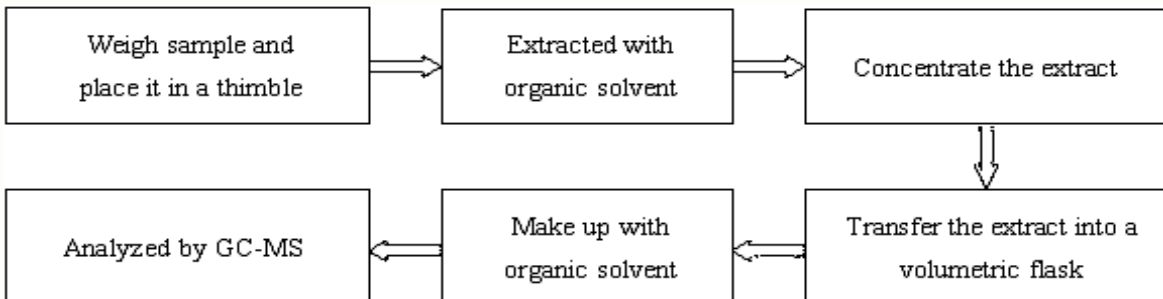 Weigh sample and
place it in a thimble
Extracted with
organic solvent
Concentrate the extract
Transfer the extract into a
volumetric flask
Make up with
organic solvent
Analyzed by GC-MS